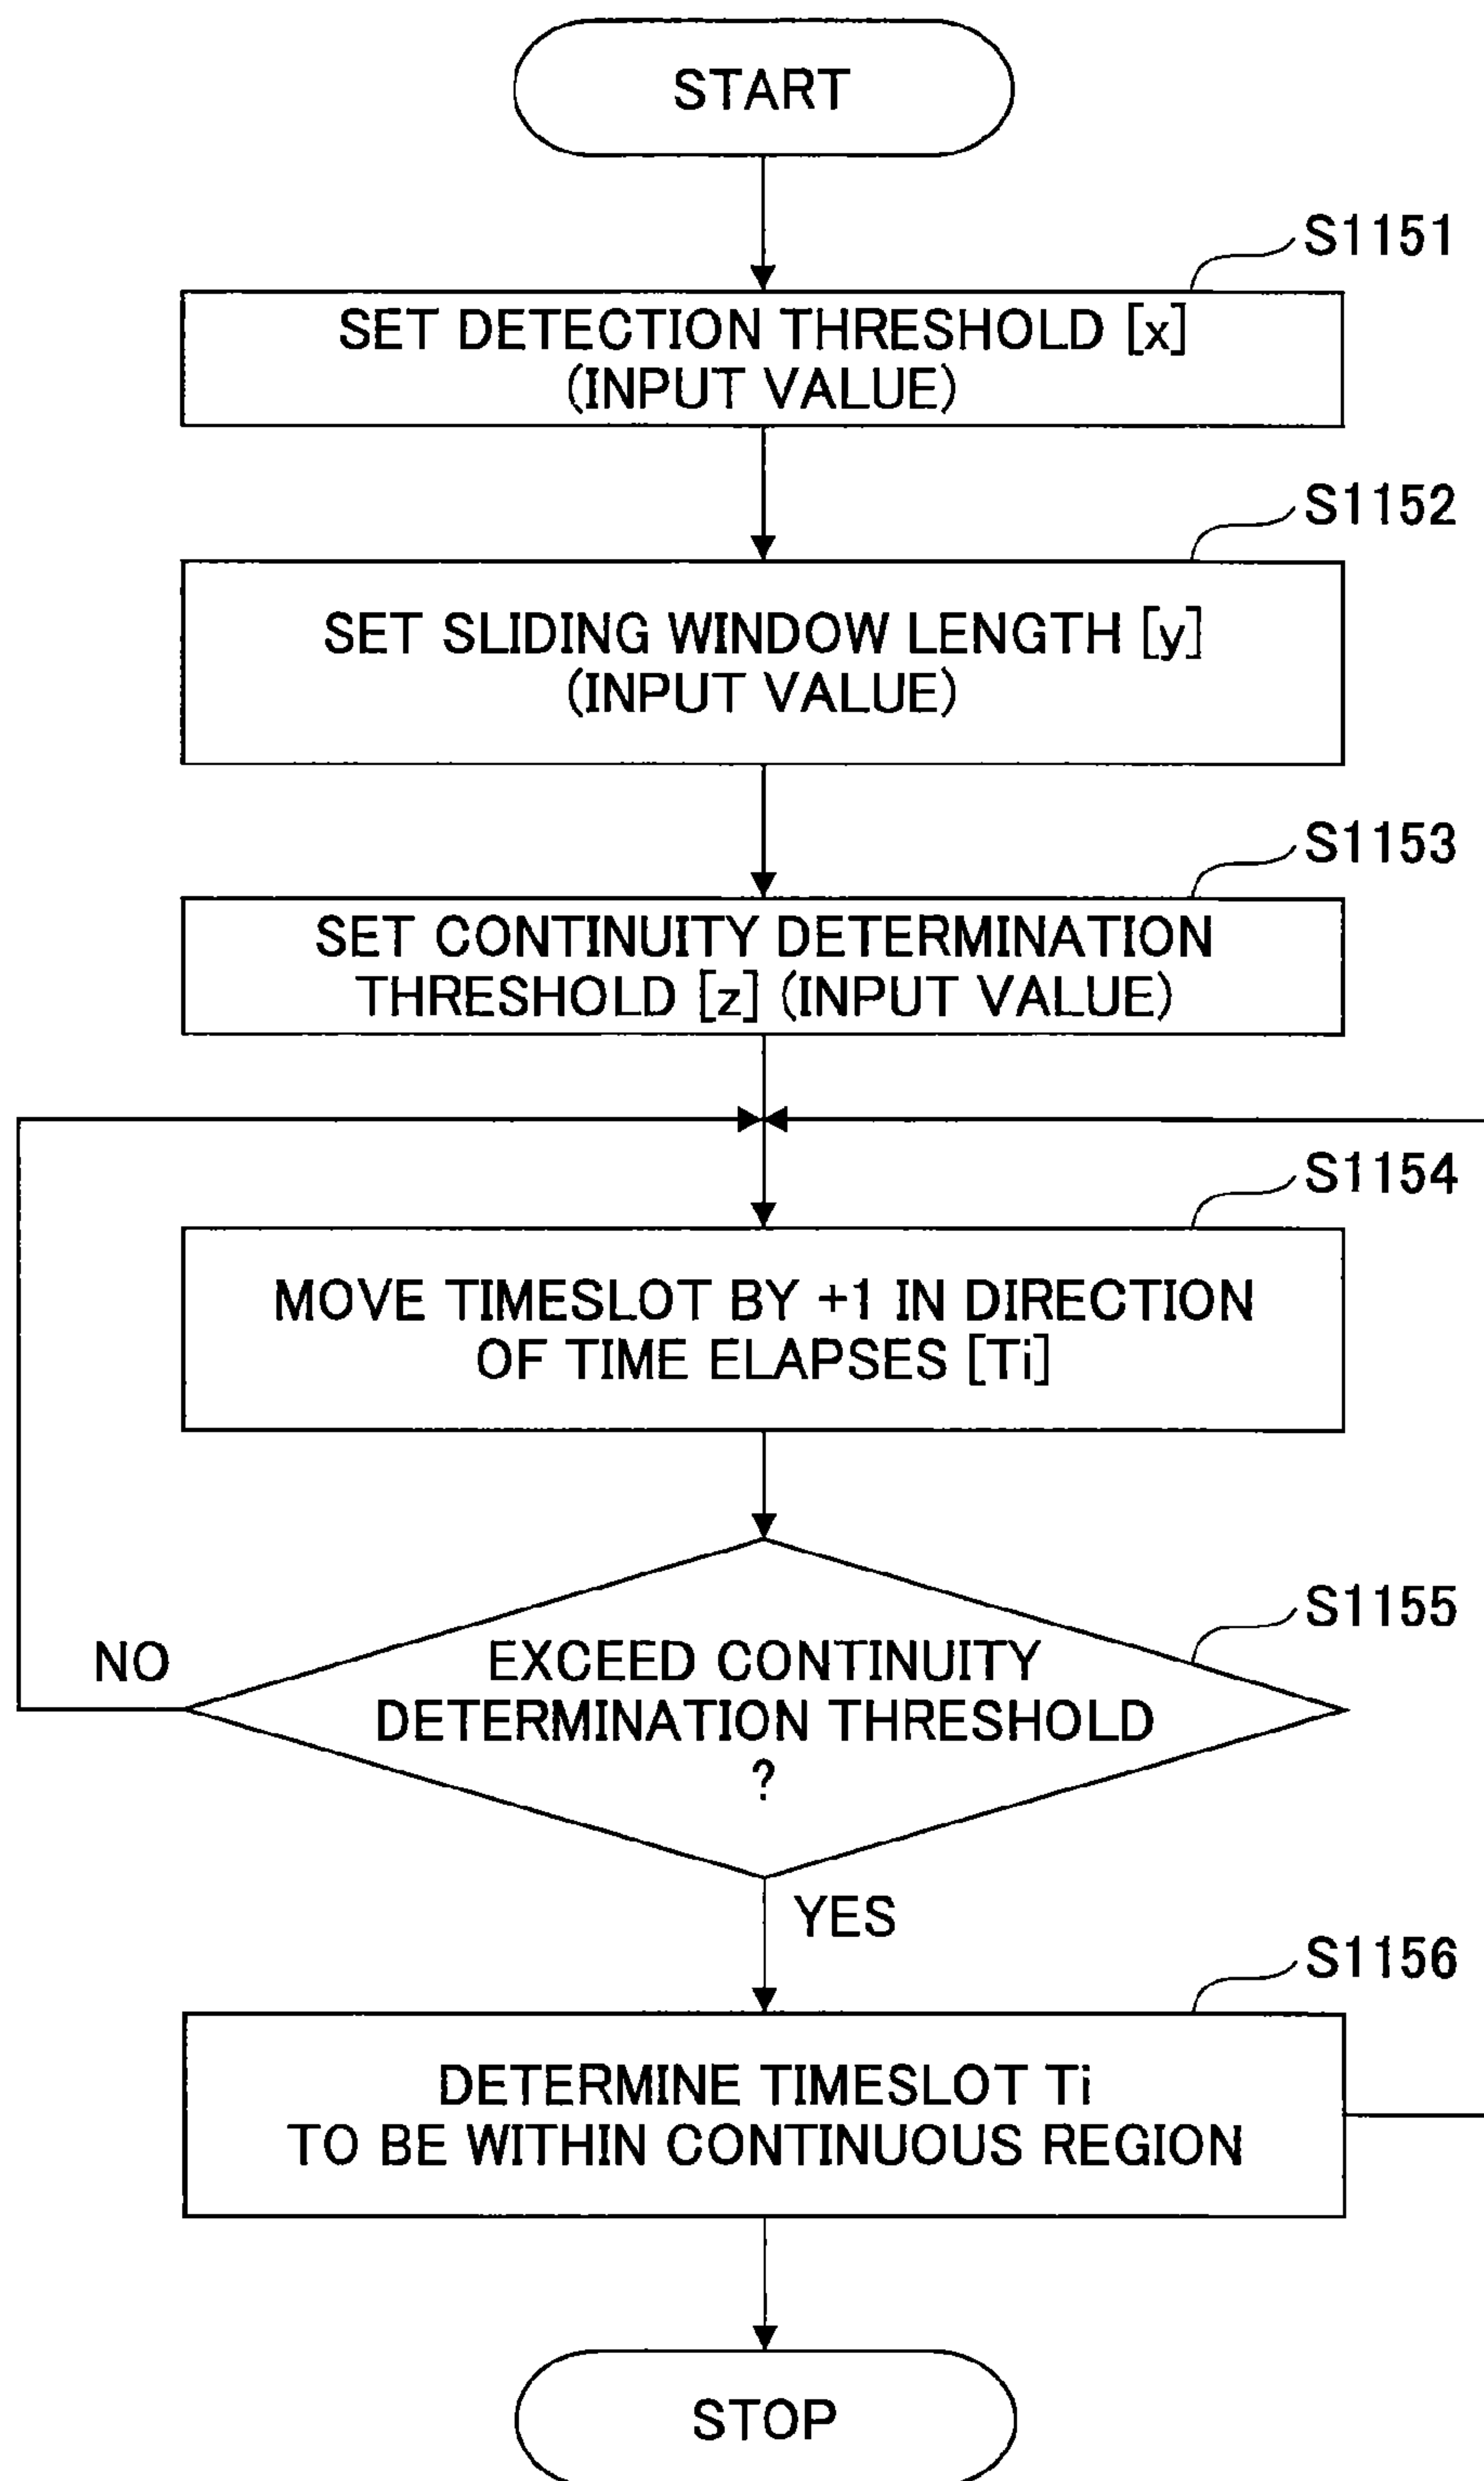 START
S1151
SET DETECTION THRESHOLD [x]
(INPUT VALUE)
S1152
SET SLIDING WINDOW LENGTH [y]
(INPUT VALUE)
S1153
SET CONTINUITY DETERMINATION
THRESHOLD [z] (INPUT VALUE)
S1154
MOVE TIMESLOT BY +1 IN DIRECTION
OF TIME ELAPSES [Ti]
S1155
NO
EXCEED CONTINUITY
DETERMINATION THRESHOLD
?
YES
S1156
DETERMINE TIMESLOT Ti
TO BE WITHIN CONTINUOUS REGION
STOP